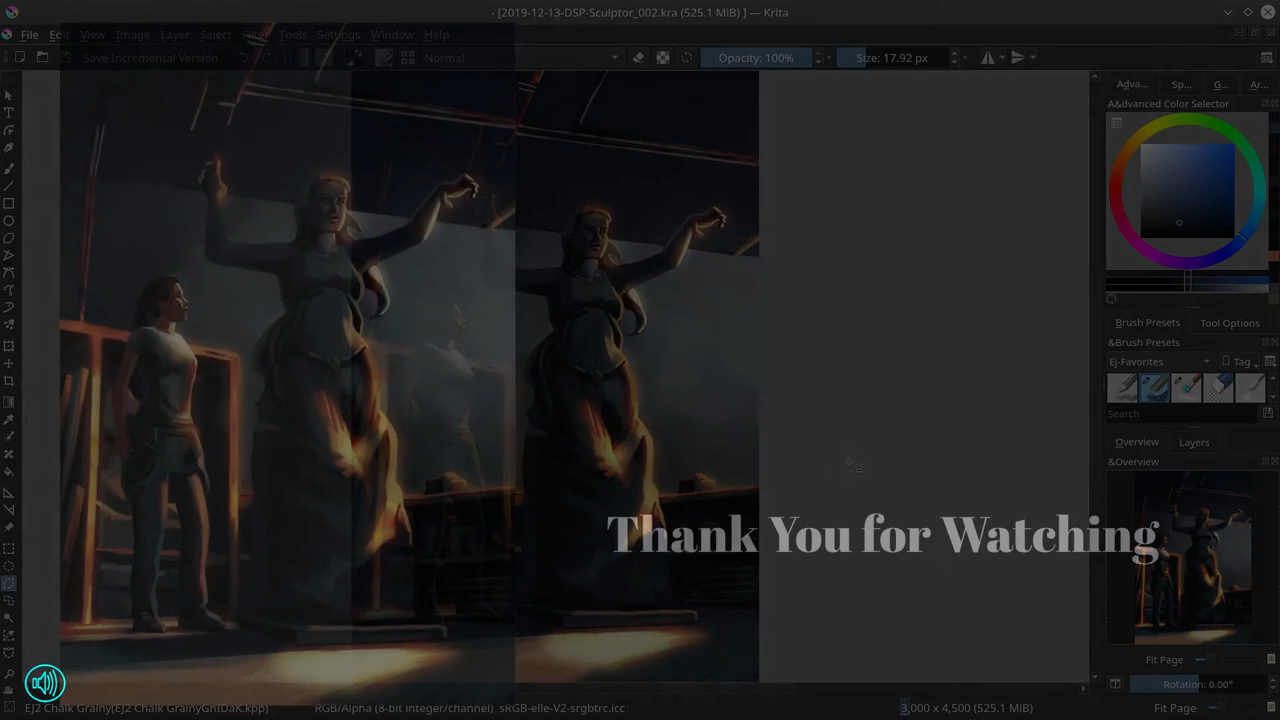 - [2019-12-13-DSP-Sculptor_002.kra (525.1 MiB) ] — Krita
File Edit View Image Layer Select Filter Tools Settings Window Help
Save Incremental Version Normal Opacity: 100% Size: 17.92 px
Adva... Sp... G... Ar...
A&dvanced Color Selector
Brush Presets Tool Options
&Brush Presets
Ej-Favorites Tag
Search
Overview Layers
&Overview
Thank You for Watching
Fit Page
Rotation: 0.00°
EJ2 Chalk Grainy(EJ2 Chalk GrainyGnIDaK.kpp) RGB/Alpha (8-bit integer/channel) sRGB-elle-V2-srgbtrc.icc 3,000 x 4,500 (525.1 MiB) Fit Page